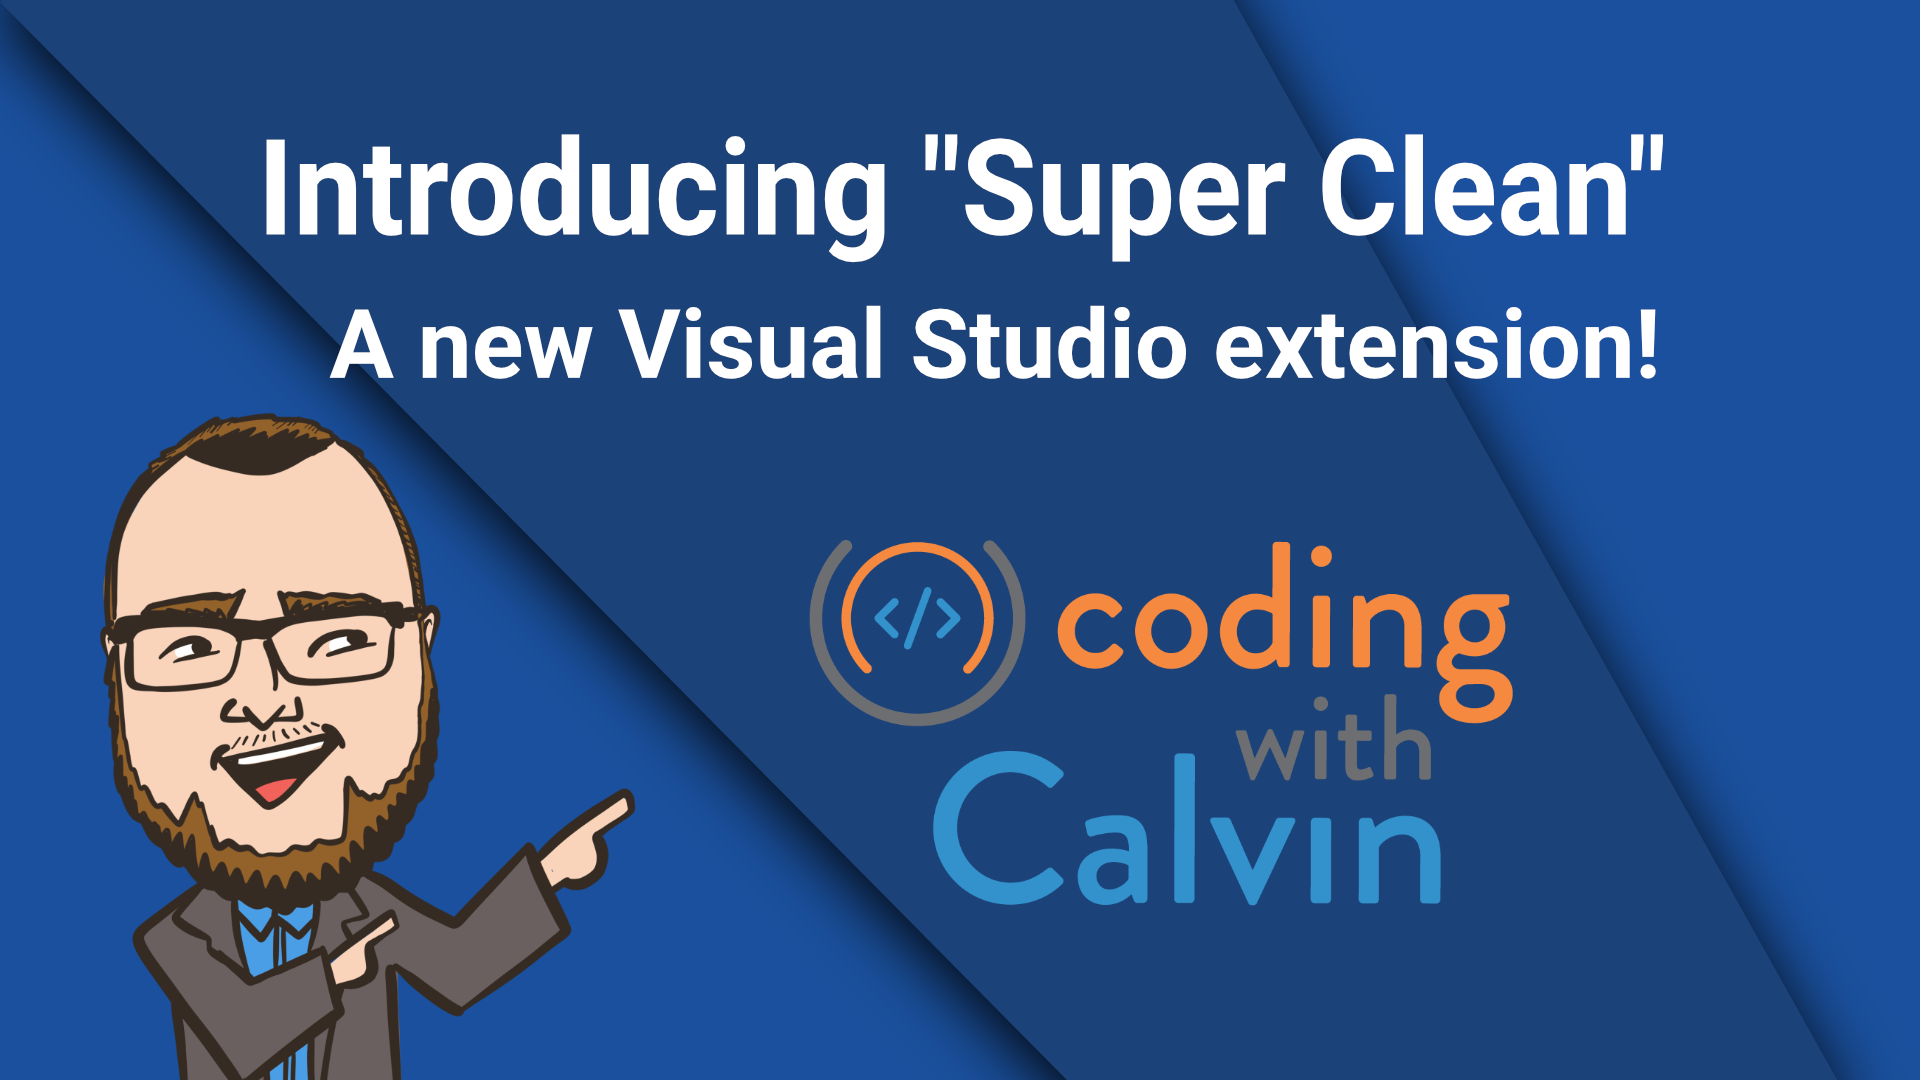 Introducing "Super Clean"
A new Visual Studio extension!
</>
coding
with
Calvin